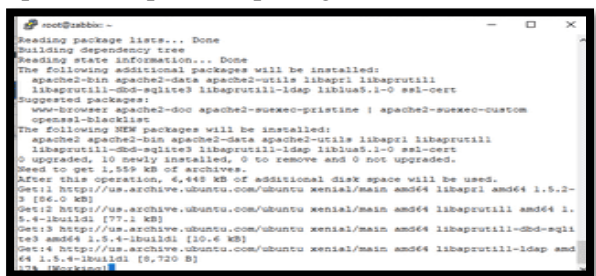 root@zabbix: ~
Reading package lists... Done
Building dependency tree
Reading state information... Done
The following additional packages will be installed:
  apache2-bin apache2-data apache2-utils libapr1 libaprutil1
  libaprutil1-dbd-sqlite3 libaprutil1-ldap liblua5.1-0 ssl-cert
Suggested packages:
  www-browser apache2-doc apache2-suexec-pristine | apache2-suexec-custom
  openssl-blacklist
The following NEW packages will be installed:
  apache2 apache2-bin apache2-data apache2-utils libapr1 libaprutil1
  libaprutil1-dbd-sqlite3 libaprutil1-ldap liblua5.1-0 ssl-cert
0 upgraded, 10 newly installed, 0 to remove and 0 not upgraded.
Need to get 1,559 kB of archives.
After this operation, 6,448 kB of additional disk space will be used.
Get:1 http://us.archive.ubuntu.com/ubuntu xenial/main amd64 libapr1 amd64 1.5.2-
3 [86.0 kB]
Get:2 http://us.archive.ubuntu.com/ubuntu xenial/main amd64 libaprutil1 amd64 1.
5.4-1build1 [77.1 kB]
Get:3 http://us.archive.ubuntu.com/ubuntu xenial/main amd64 libaprutil1-dbd-sqli
te3 amd64 1.5.4-1build1 [10.6 kB]
Get:4 http://us.archive.ubuntu.com/ubuntu xenial/main amd64 libaprutil1-ldap amd
64 1.5.4-1build1 [8,720 B]
17% [Working]